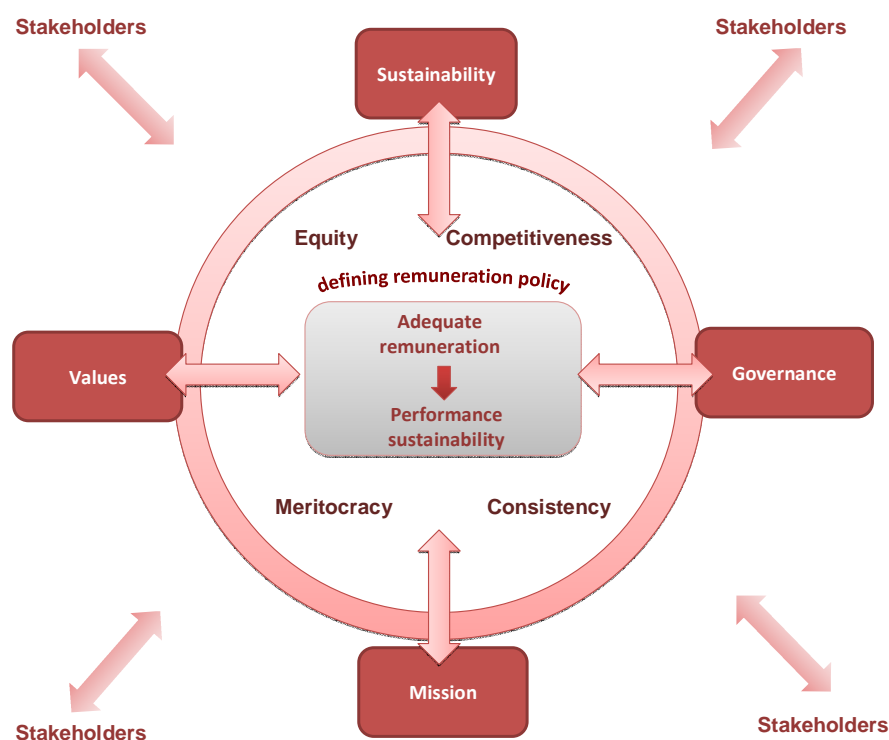 Stakeholders
Stakeholders
Sustainability
Equity
Competitiveness
defining remuneration policy
Adequate
remuneration
Performance
sustainability
Values
Governance
Meritocracy
Consistency
Mission
Stakeholders
Stakeholders